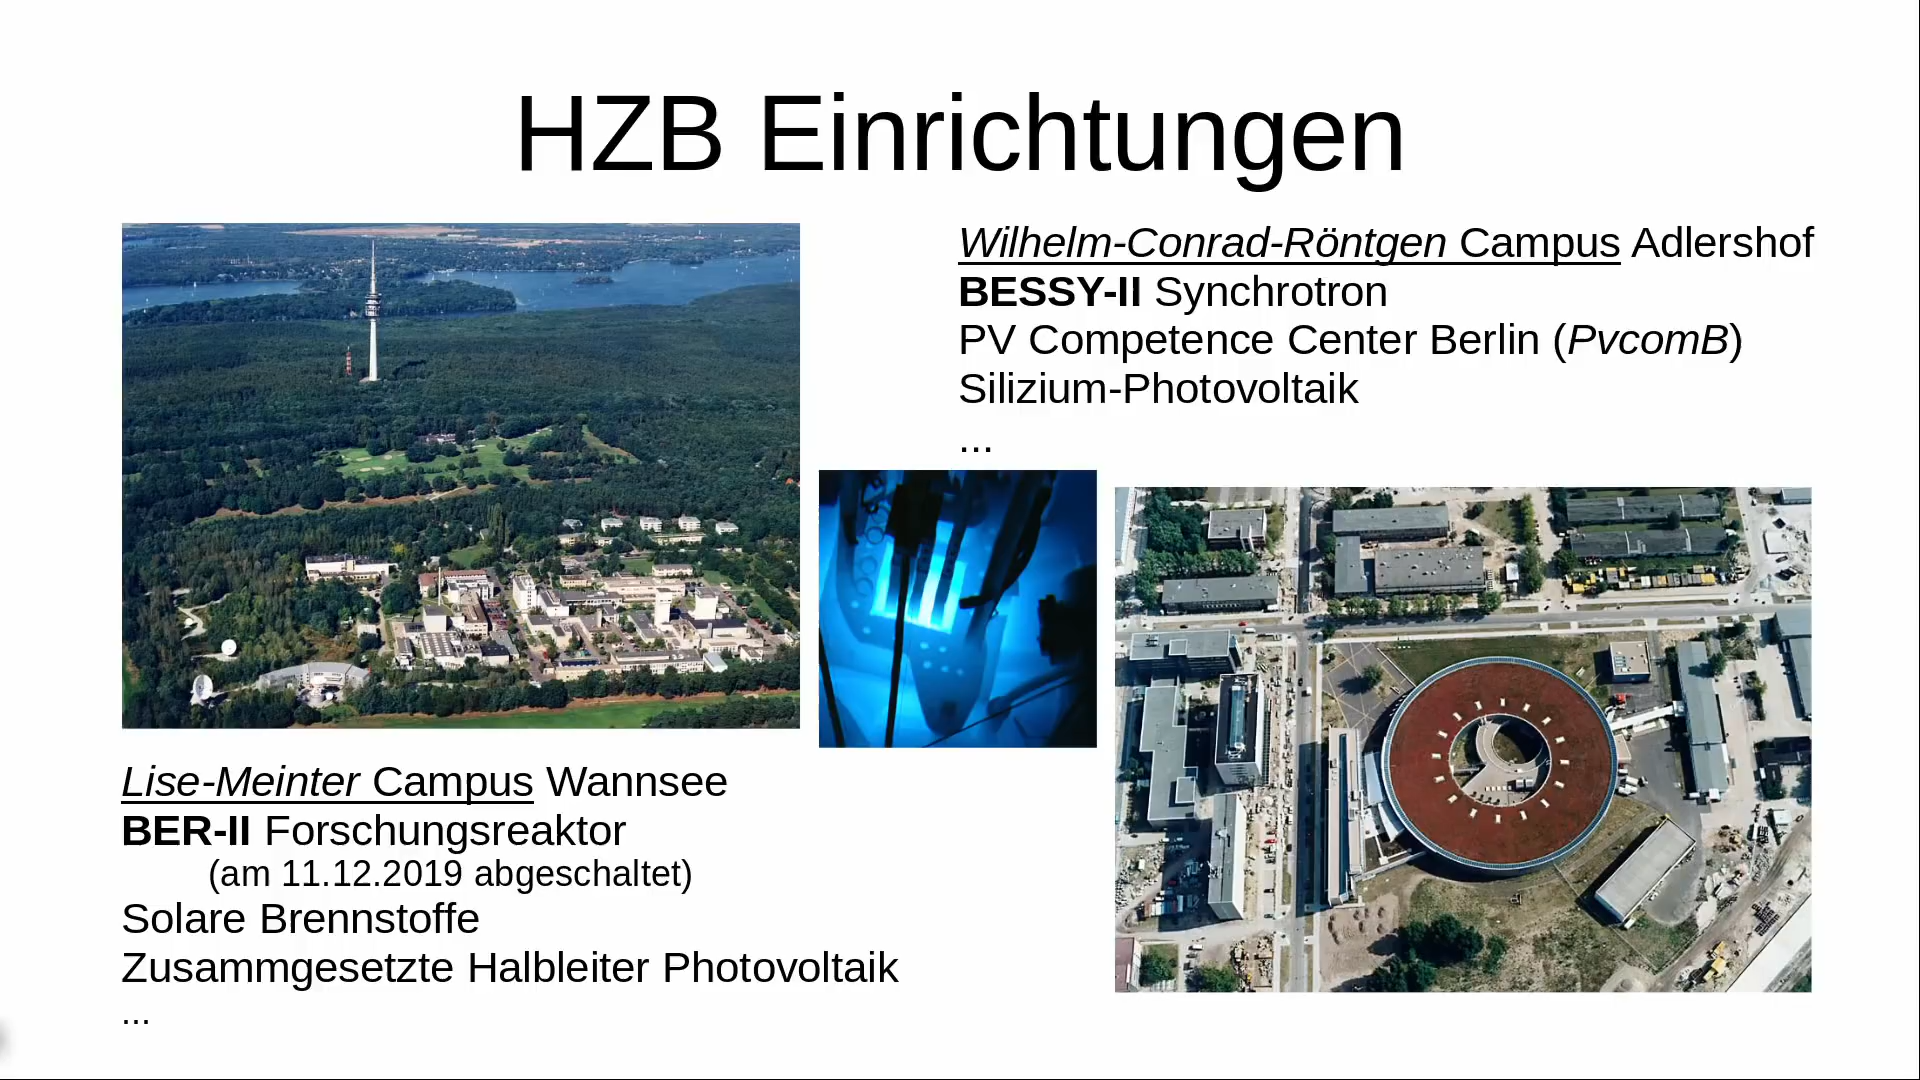 HZB Einrichtungen
Wilhelm-Conrad-Röntgen Campus Adlershof
BESSY-II Synchrotron
PV Competence Center Berlin (PvcomB)
Silizium-Photovoltaik
...
Lise-Meinter Campus Wannsee
BER-II Forschungsreaktor
(am 11.12.2019 abgeschaltet)
Solare Brennstoffe
Zusammgesetzte Halbleiter Photovoltaik
...